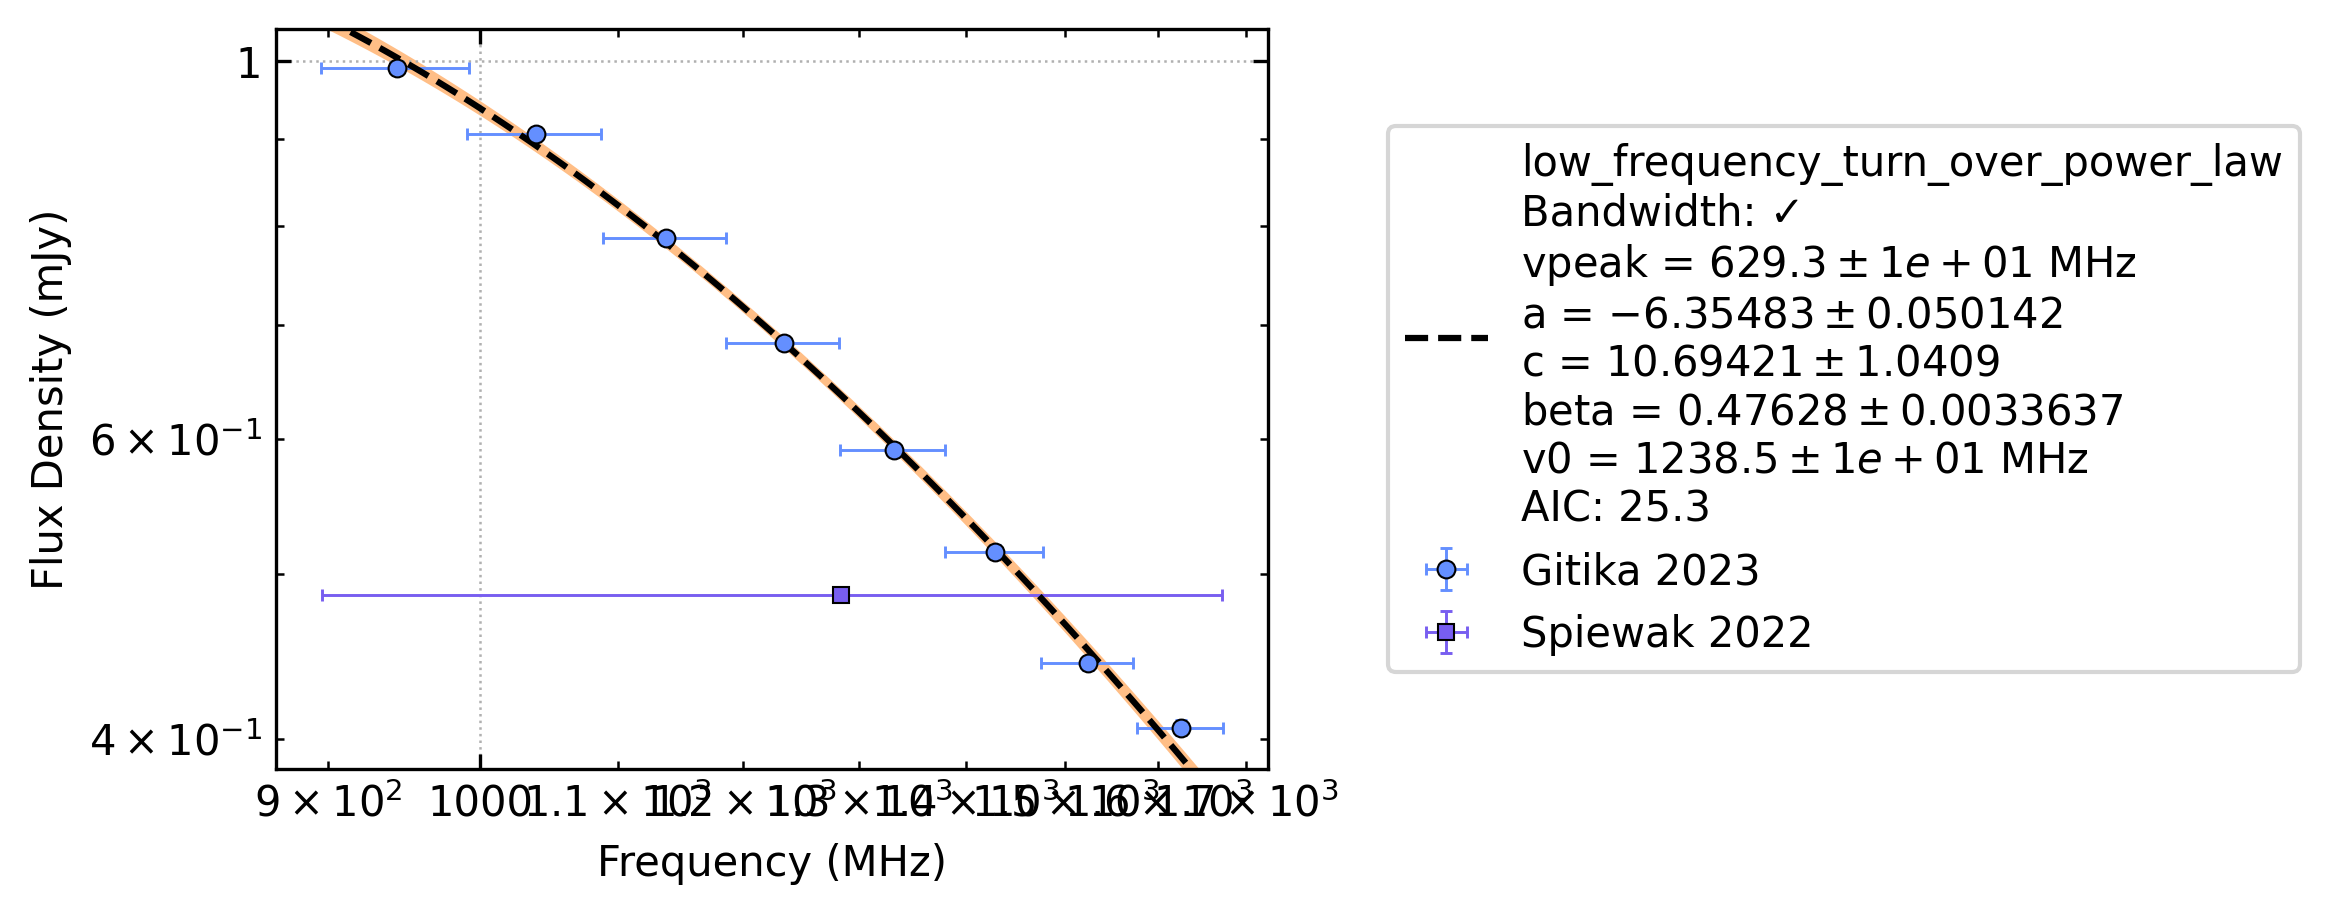 1
6 × 10⁻¹
4 × 10⁻¹
Flux Density (mJy)
9 × 10² 1000 1.1 × 10³ 1.2 × 10³ 1.3 × 10³ 1.4 × 10³ 1.5 × 10³ 1.6 × 10³ 1.7 × 10³
Frequency (MHz)
low_frequency_turn_over_power_law
Bandwidth: ✓
vpeak = 629.3 ± 1e + 01 MHz
a = −6.35483 ± 0.050142
c = 10.69421 ± 1.0409
beta = 0.47628 ± 0.0033637
v0 = 1238.5 ± 1e + 01 MHz
AIC: 25.3
Gitika 2023
Spiewak 2022